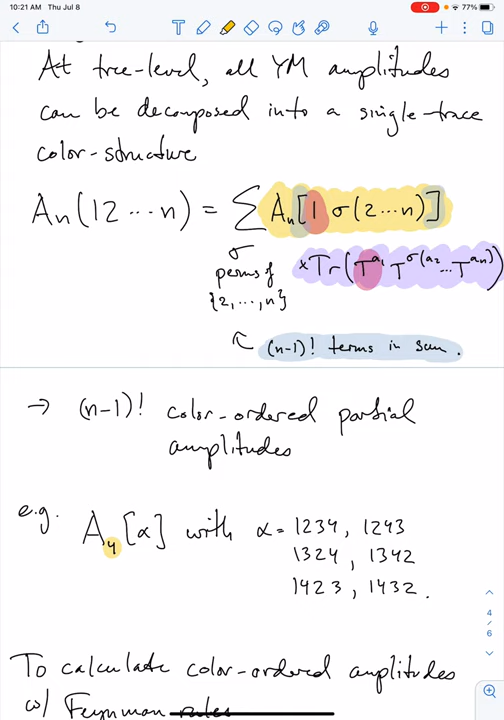 10:21 AM Thu Jul 8
77%
At tree-level, all YM amplitudes
can be decomposed into a single-trace
color-structure
An(12⋯n) = ∑ An[1 σ(2⋯n)]
σ
perms of
{2,…,n}
×Tr(T^a1 T^σ(a2 … T^an))
↖ (n-1)! terms in sum.
→ (n-1)! color-ordered partial
amplitudes
e.g. A4[α] with α = 1234, 1243
1324, 1342
1423, 1432.
To calculate color-ordered amplitudes
w/ Feynman rules
4
/
6